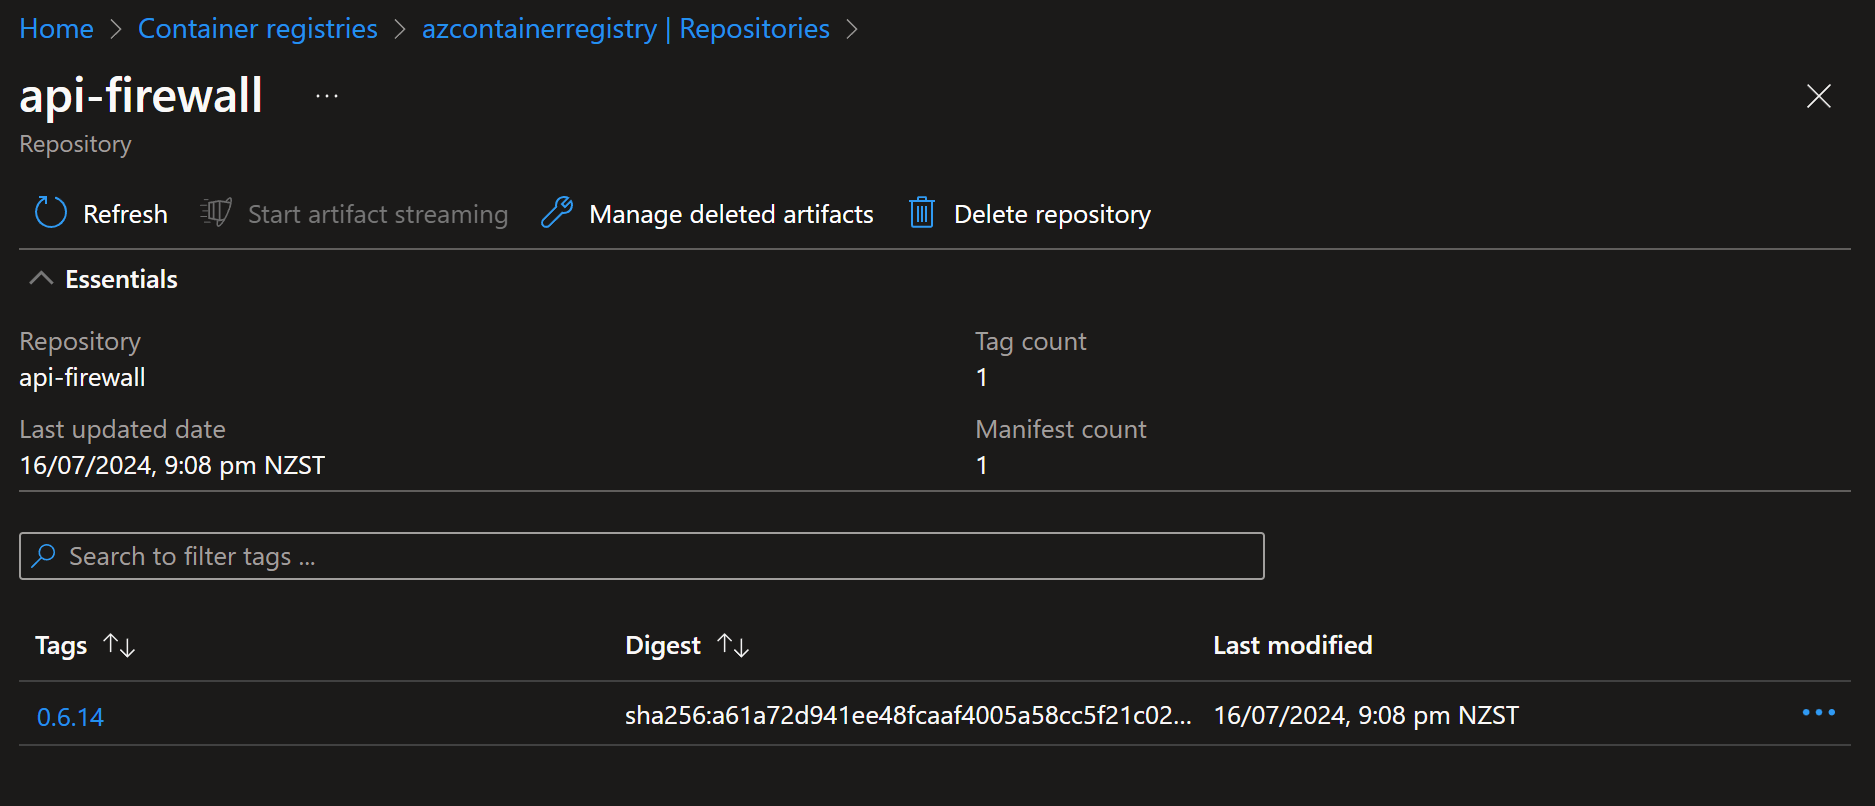 Home > Container registries > azcontainerregistry | Repositories >
api-firewall ...
Repository
Refresh Start artifact streaming Manage deleted artifacts Delete repository
Essentials
Repository
api-firewall
Tag count
1
Last updated date
16/07/2024, 9:08 pm NZST
Manifest count
1
Search to filter tags ...
Tags Digest Last modified
0.6.14 sha256:a61a72d941ee48fcaaf4005a58cc5f21c02... 16/07/2024, 9:08 pm NZST